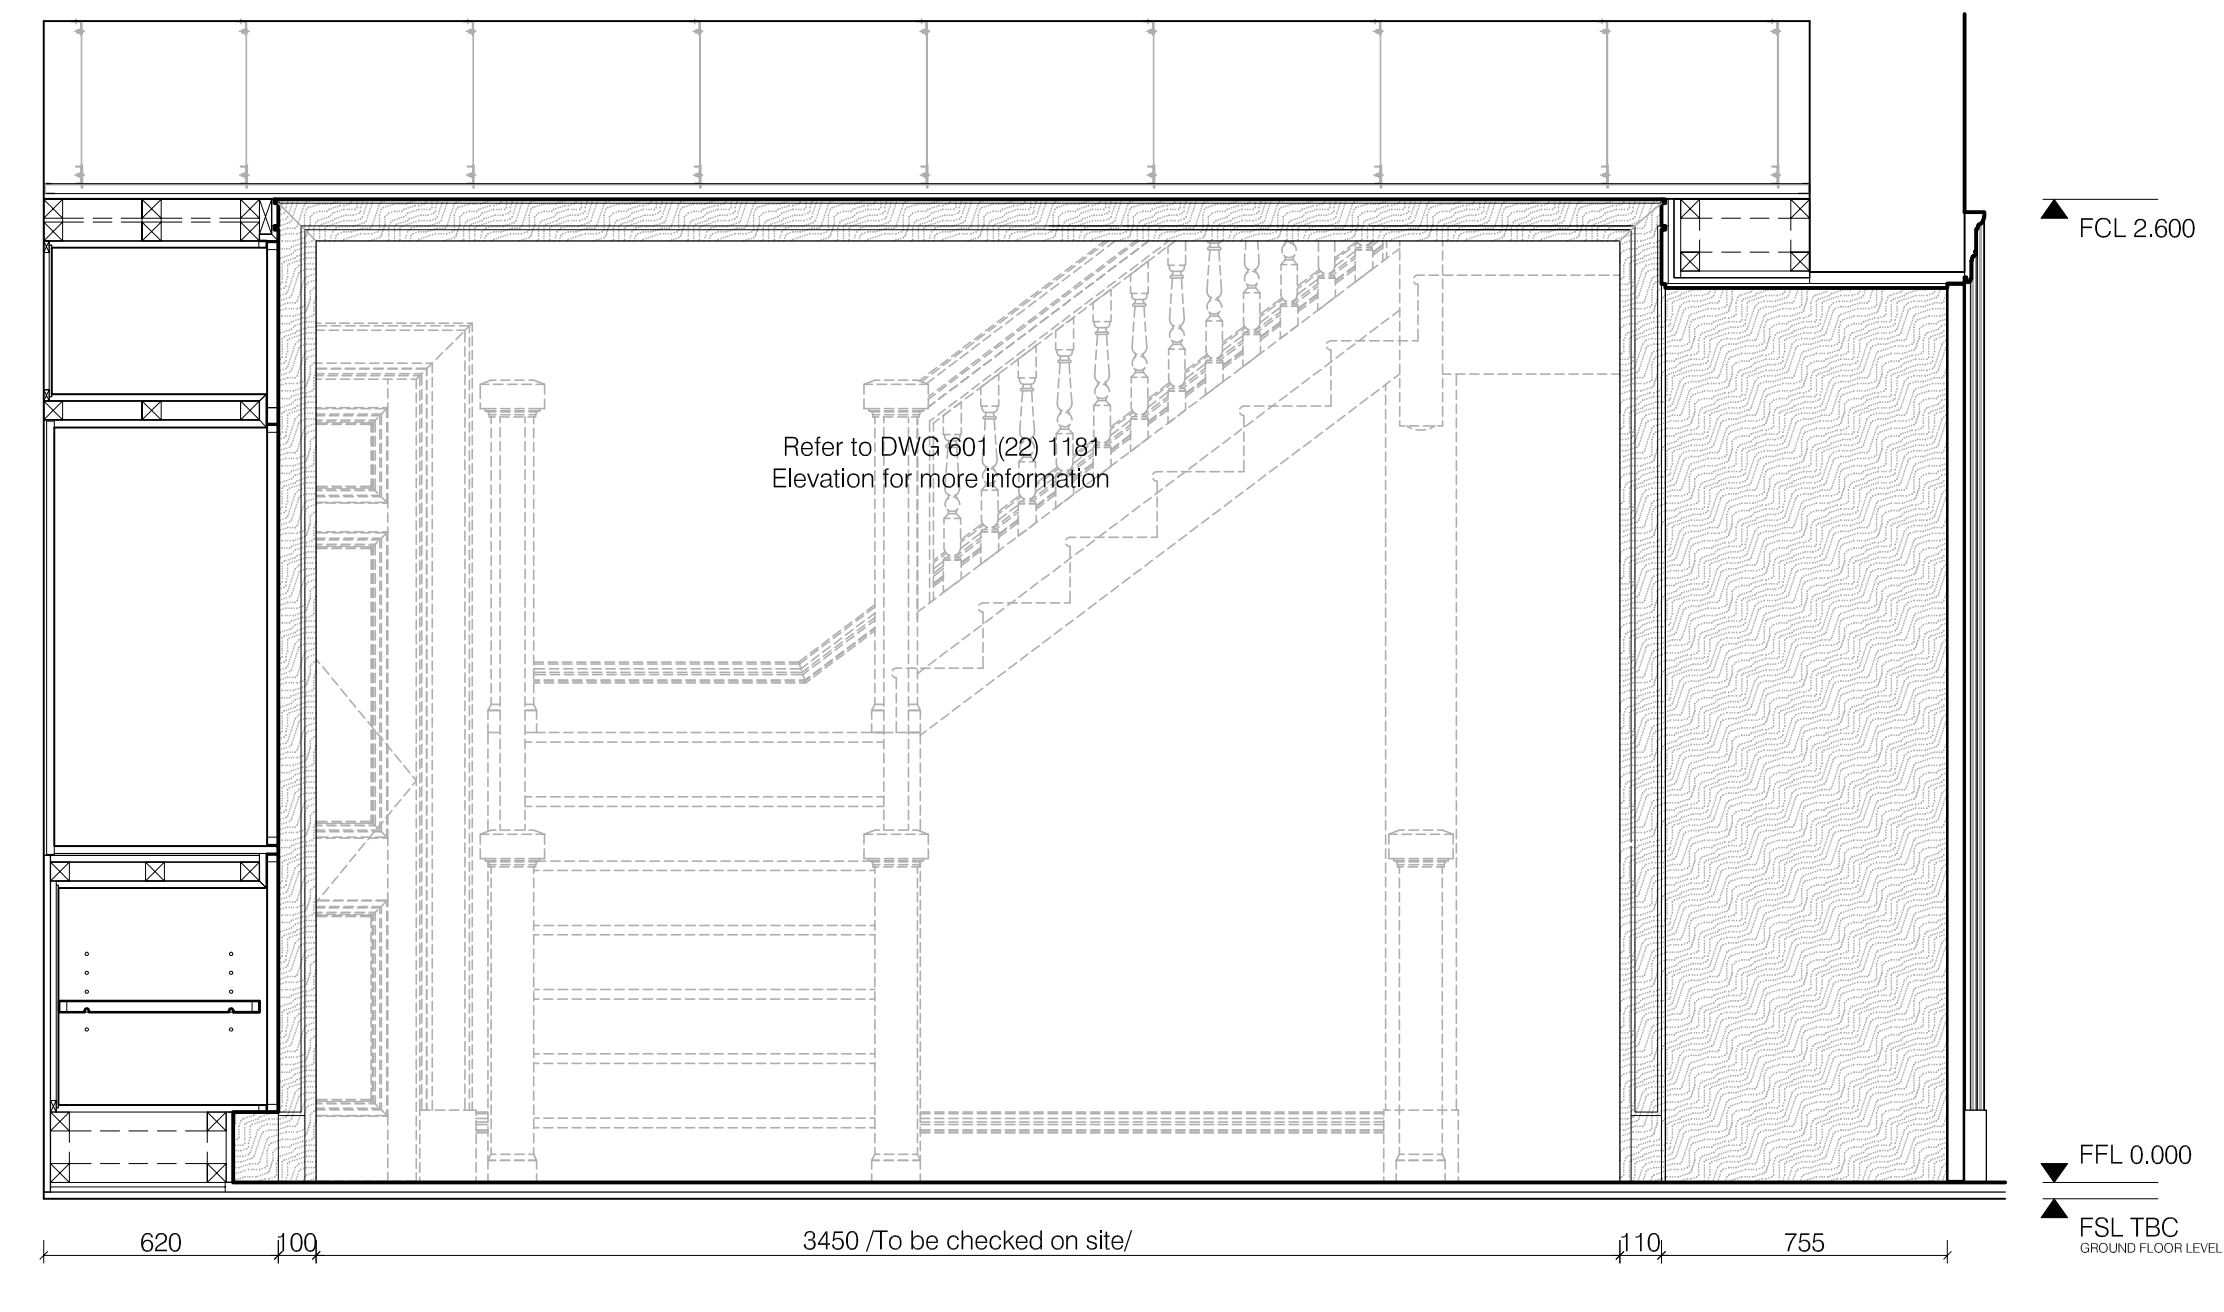 FCL 2.600
Refer to DWG 601 (22) 1181
Elevation for more information
FFL 0.000
FSL TBC
GROUND FLOOR LEVEL
620
100
3450 /To be checked on site/
110
755